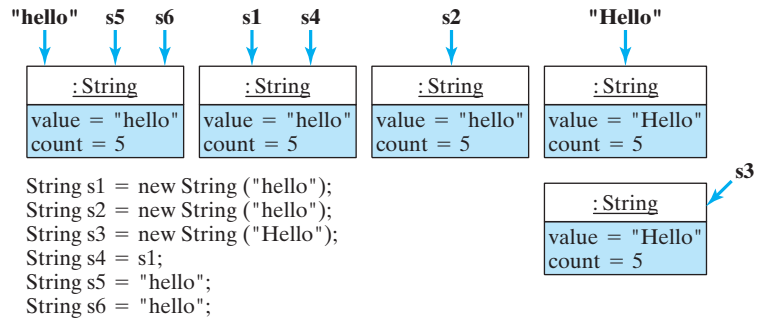 "hello" s5 s6 s1 s4 s2 "Hello"
: String : String : String : String
value = "hello" value = "hello" value = "hello" value = "Hello"
count = 5 count = 5 count = 5 count = 5
s3
: String
value = "Hello"
count = 5
String s1 = new String ("hello");
String s2 = new String ("hello");
String s3 = new String ("Hello");
String s4 = s1;
String s5 = "hello";
String s6 = "hello";